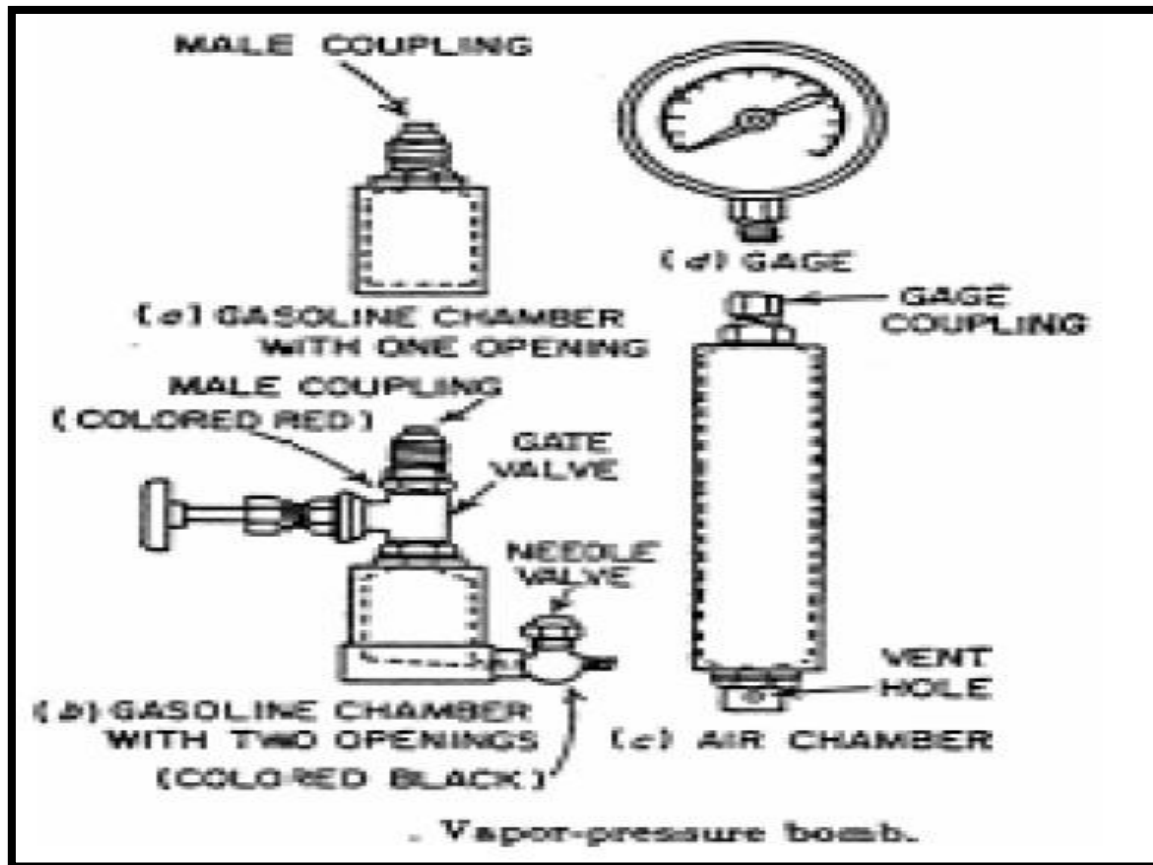 MALE COUPLING
(d) GAGE
GAGE
COUPLING
(a) GASOLINE CHAMBER
WITH ONE OPENING
MALE COUPLING
(COLORED RED)
GATE
VALVE
NEEDLE
VALVE
VENT
HOLE
(b) GASOLINE CHAMBER
WITH TWO OPENINGS
(c) AIR CHAMBER
(COLORED BLACK)
. Vapor-pressure bomb.